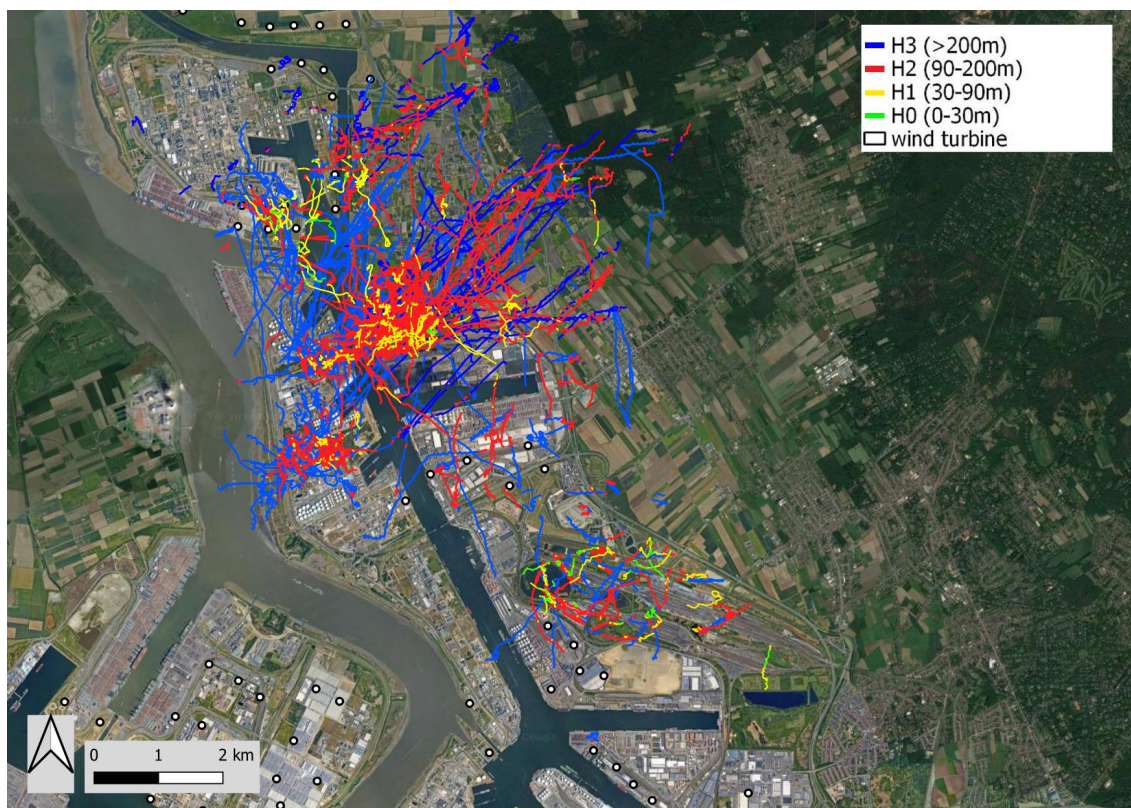 H3 (>200m)
H2 (90-200m)
H1 (30-90m)
H0 (0-30m)
wind turbine
0 1 2 km